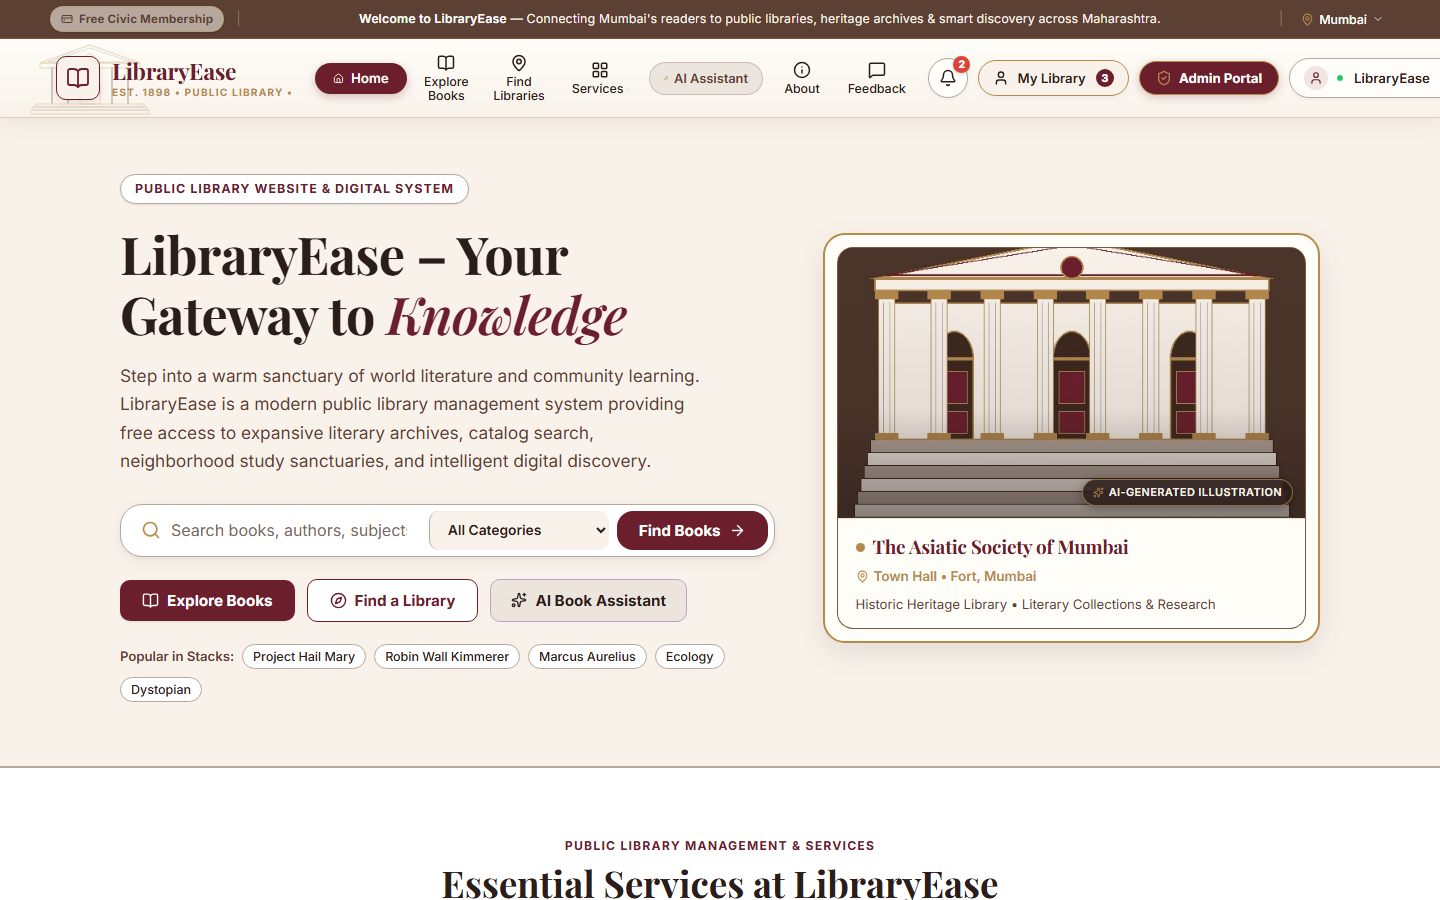 Free Civic Membership
Welcome to LibraryEase — Connecting Mumbai's readers to public libraries, heritage archives & smart discovery across Maharashtra.
Mumbai
LibraryEase
EST. 1898 • PUBLIC LIBRARY •
Home
Explore
Books
Find
Libraries
Services
AI Assistant
About
Feedback
2
My Library 3
Admin Portal
LibraryEase
PUBLIC LIBRARY WEBSITE & DIGITAL SYSTEM
LibraryEase – Your
Gateway to Knowledge
Step into a warm sanctuary of world literature and community learning.
LibraryEase is a modern public library management system providing
free access to expansive literary archives, catalog search,
neighborhood study sanctuaries, and intelligent digital discovery.
Search books, authors, subjects
All Categories
Find Books
Explore Books
Find a Library
AI Book Assistant
Popular in Stacks:
Project Hail Mary
Robin Wall Kimmerer
Marcus Aurelius
Ecology
Dystopian
AI-GENERATED ILLUSTRATION
The Asiatic Society of Mumbai
Town Hall • Fort, Mumbai
Historic Heritage Library • Literary Collections & Research
PUBLIC LIBRARY MANAGEMENT & SERVICES
Essential Services at LibraryEase